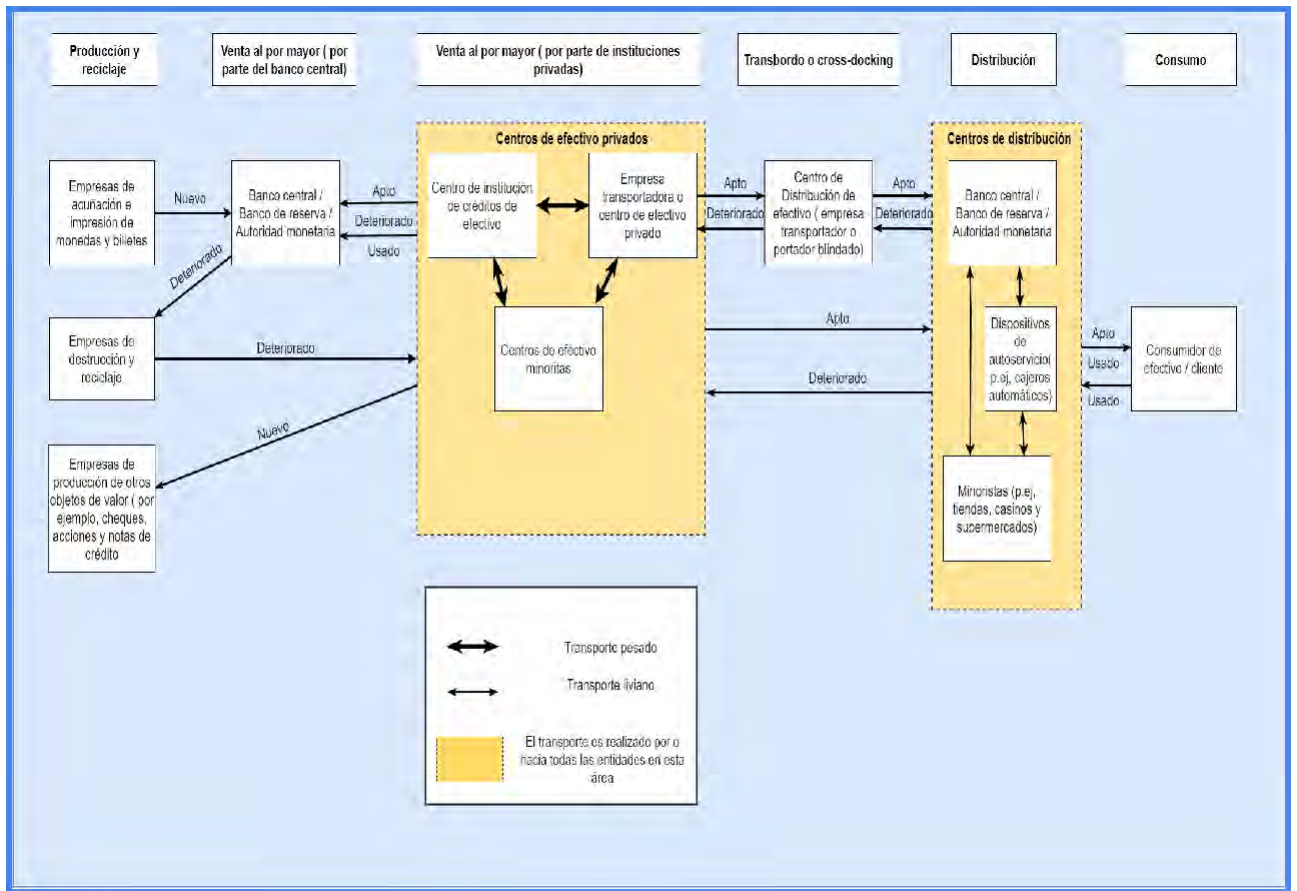 Producción y
reciclaje
Venta al por mayor ( por
parte del banco central)
Venta al por mayor ( por parte de instituciones
privadas)
Transbordo o cross-docking
Distribución
Consumo
Centros de efectivo privados
Centros de distribución
Empresas de
acuñación e
impresión de
monedas y billetes
Nuevo
Banco central /
Banco de reserva /
Autoridad monetaria
Apto
Deteriorado
Usado
Centro de institución
de créditos de
efectivo
Empresa
transportadora o
centro de efectivo
privado
Apto
Deteriorado
Centro de
Distribución de
efectivo ( empresa
transportador o
portador blindado)
Apto
Deteriorado
Banco central /
Banco de reserva /
Autoridad monetaria
Deteriorado
Empresas de
destrucción y
reciclaje
Deteriorado
Centros de efectivo
minoritas
Apto
Deteriorado
Dispositivos
de
autoservicio(
p.ej, cajeros
automáticos)
Apto
Usado
Usado
Consumidor de
efectivo / cliente
Nuevo
Empresas de
producción de otros
objetos de valor ( por
ejemplo, cheques,
acciones y notas de
crédito
Minoristas (p.ej,
tiendas, casinos y
supermercados)
Transporte pesado
Transporte liviano
El transporte es realizado por o
hacia todas las entidades en esta
área